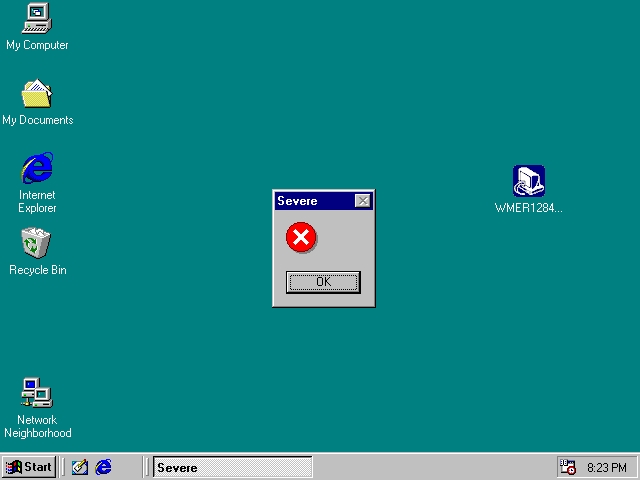 My Computer
My Documents
Internet
Explorer
Recycle Bin
Network
Neighborhood
WMER1284...
Severe
OK
Start
Severe
8:23 PM